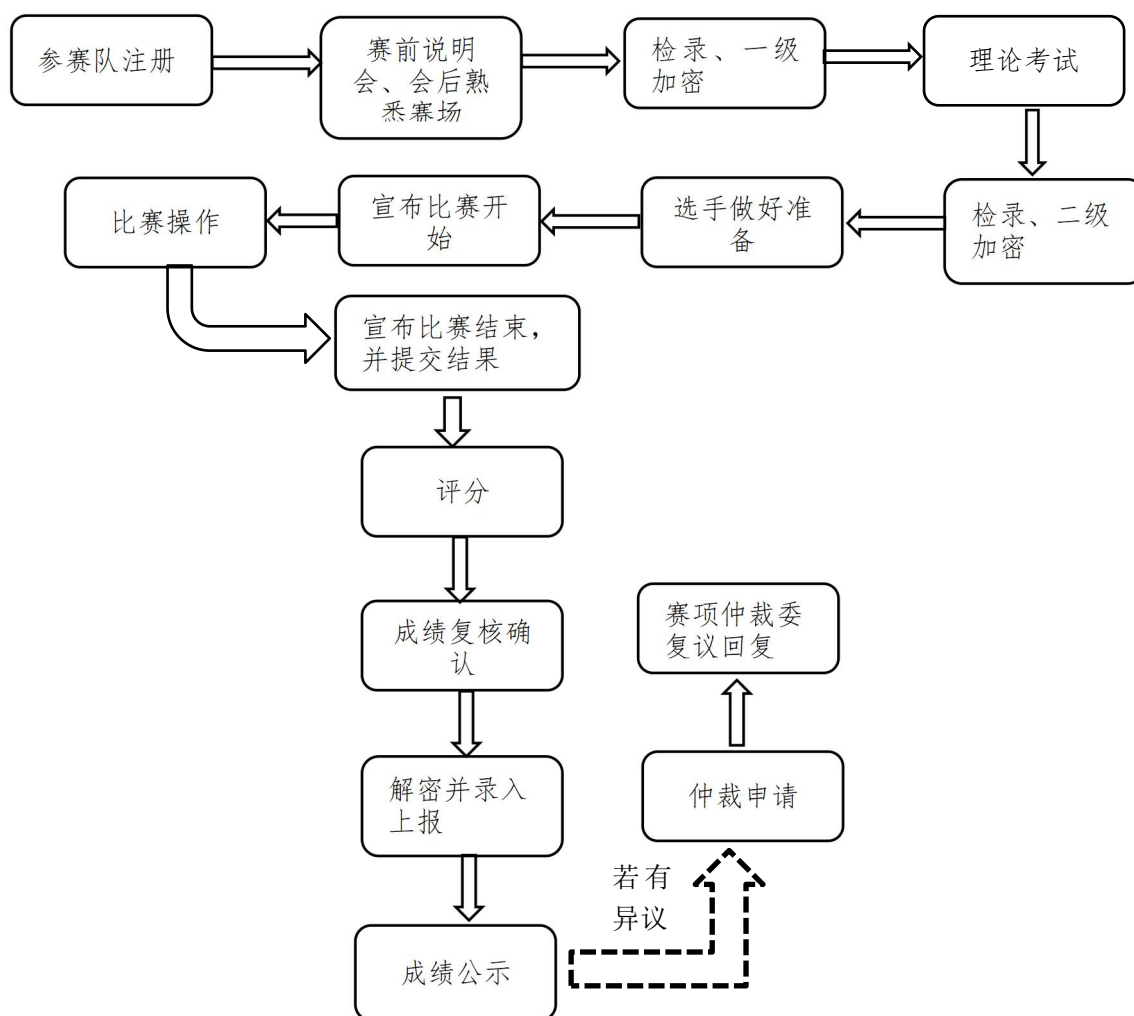 参赛队注册
赛前说明
会、会后熟
悉赛场
检录、一级
加密
理论考试
检录、二级
加密
选手做好准
备
宣布比赛开
始
比赛操作
宣布比赛结束，
并提交结果
评分
成绩复核确
认
解密并录入
上报
成绩公示
若有
异议
仲裁申请
赛项仲裁委
复议回复